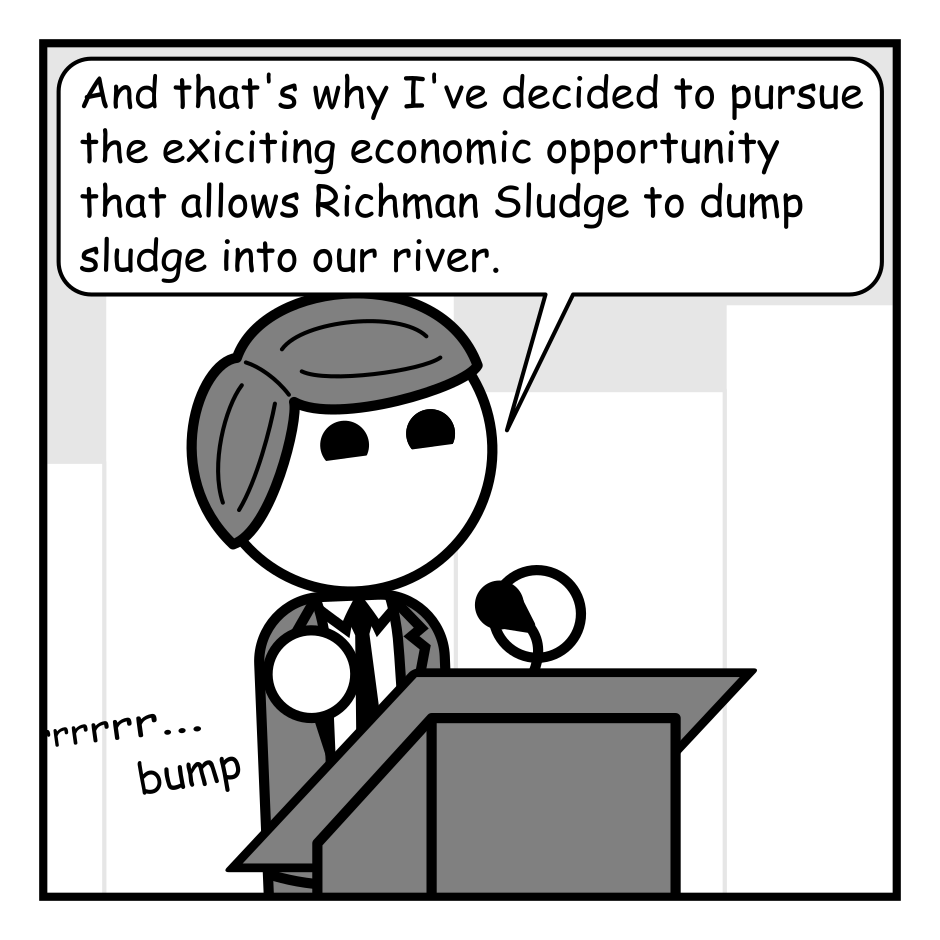 And that's why I've decided to pursue
the exiciting economic opportunity
that allows Richman Sludge to dump
sludge into our river.
rrrrrr...
bump